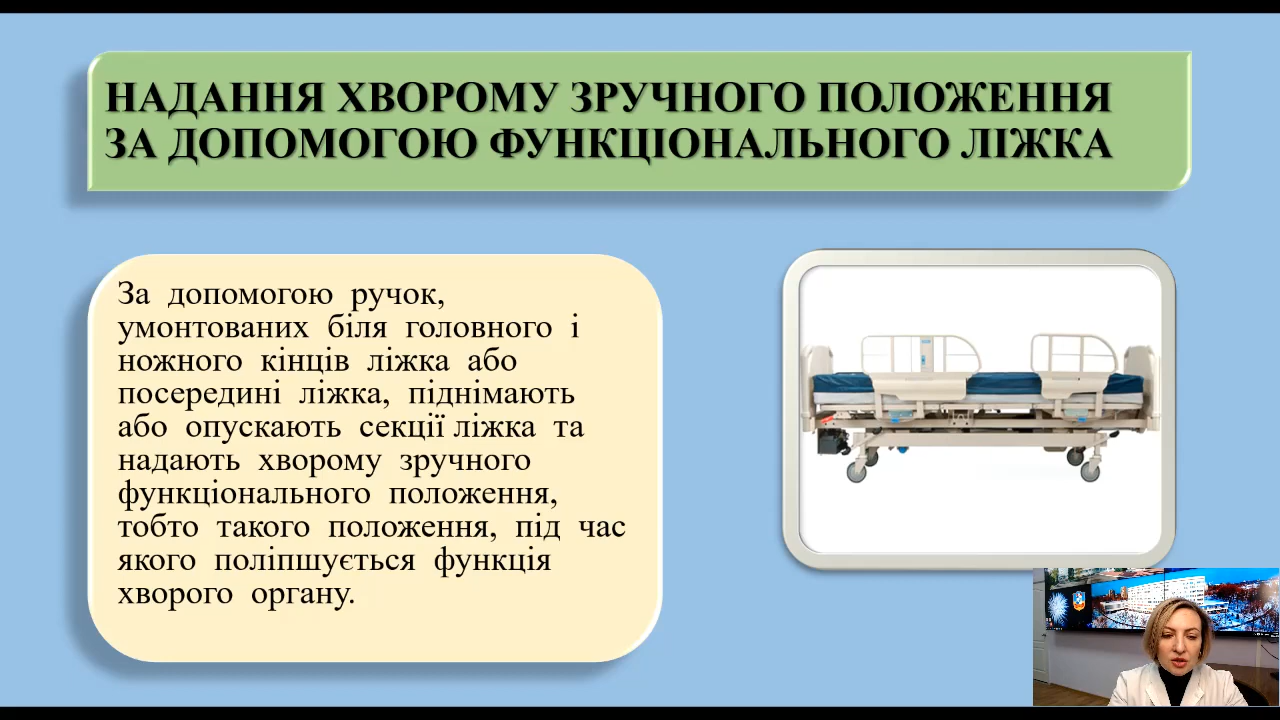 НАДАННЯ ХВОРОМУ ЗРУЧНОГО ПОЛОЖЕННЯ
ЗА ДОПОМОГОЮ ФУНКЦІОНАЛЬНОГО ЛІЖКА
За допомогою ручок,
умонтованих біля головного і
ножного кінців ліжка або
посередині ліжка, піднімають
або опускають секції ліжка та
надають хворому зручного
функціонального положення,
тобто такого положення, під час
якого поліпшується функція
хворого органу.